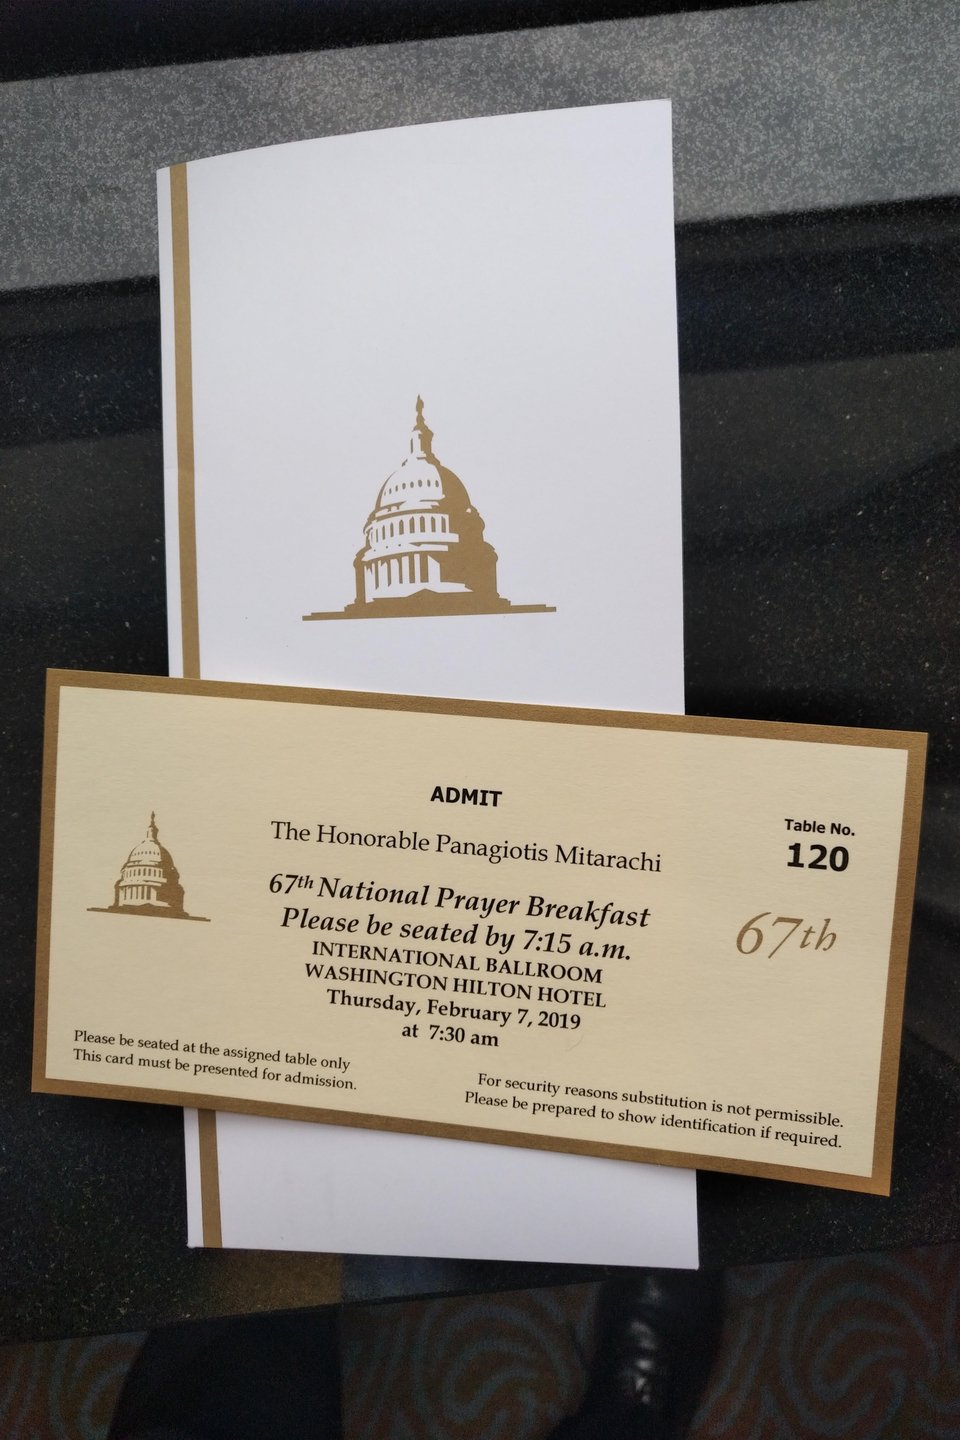 ADMIT
The Honorable Panagiotis Mitarachi
67th National Prayer Breakfast
Please be seated by 7:15 a.m.
INTERNATIONAL BALLROOM
WASHINGTON HILTON HOTEL
Thursday, February 7, 2019
at 7:30 am
Table No.
120
67th
Please be seated at the assigned table only
This card must be presented for admission.
For security reasons substitution is not permissible.
Please be prepared to show identification if required.